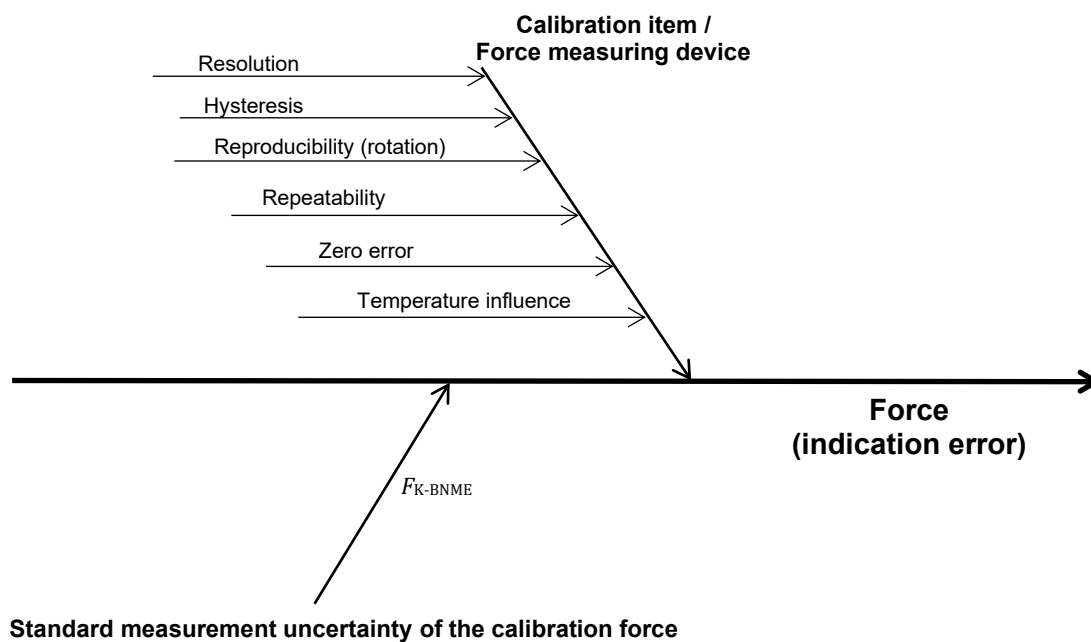 Calibration item /
Force measuring device
Resolution
Hysteresis
Reproducibility (rotation)
Repeatability
Zero error
Temperature influence
Force
(indication error)
F_K-BNME
Standard measurement uncertainty of the calibration force